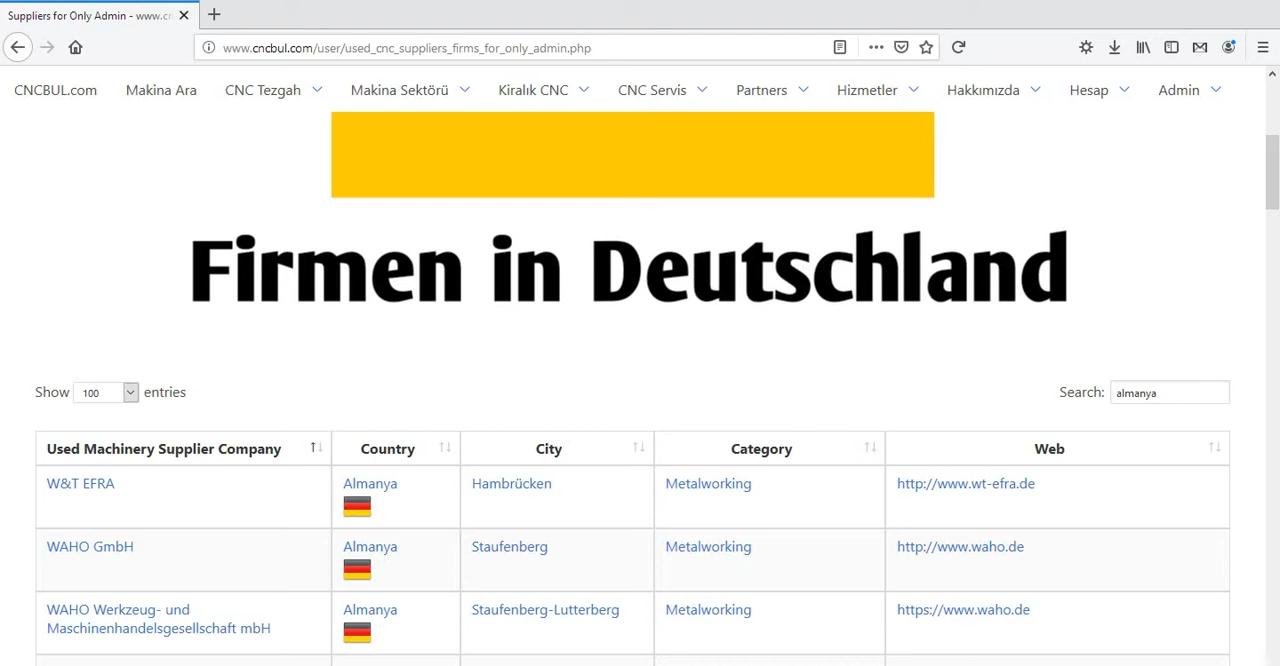 Suppliers for Only Admin - www.cn
www.cncbul.com/user/used_cnc_suppliers_firms_for_only_admin.php
CNCBUL.com Makina Ara CNC Tezgah Makina Sektörü Kiralık CNC CNC Servis Partners Hizmetler Hakkımızda Hesap Admin
Firmen in Deutschland
Show 100 entries Search: almanya
Used Machinery Supplier Company Country City Category Web
W&T EFRA Almanya Hambrücken Metalworking http://www.wt-efra.de
WAHO GmbH Almanya Staufenberg Metalworking http://www.waho.de
WAHO Werkzeug- und Almanya Staufenberg-Lutterberg Metalworking https://www.waho.de
Maschinenhandelsgesellschaft mbH